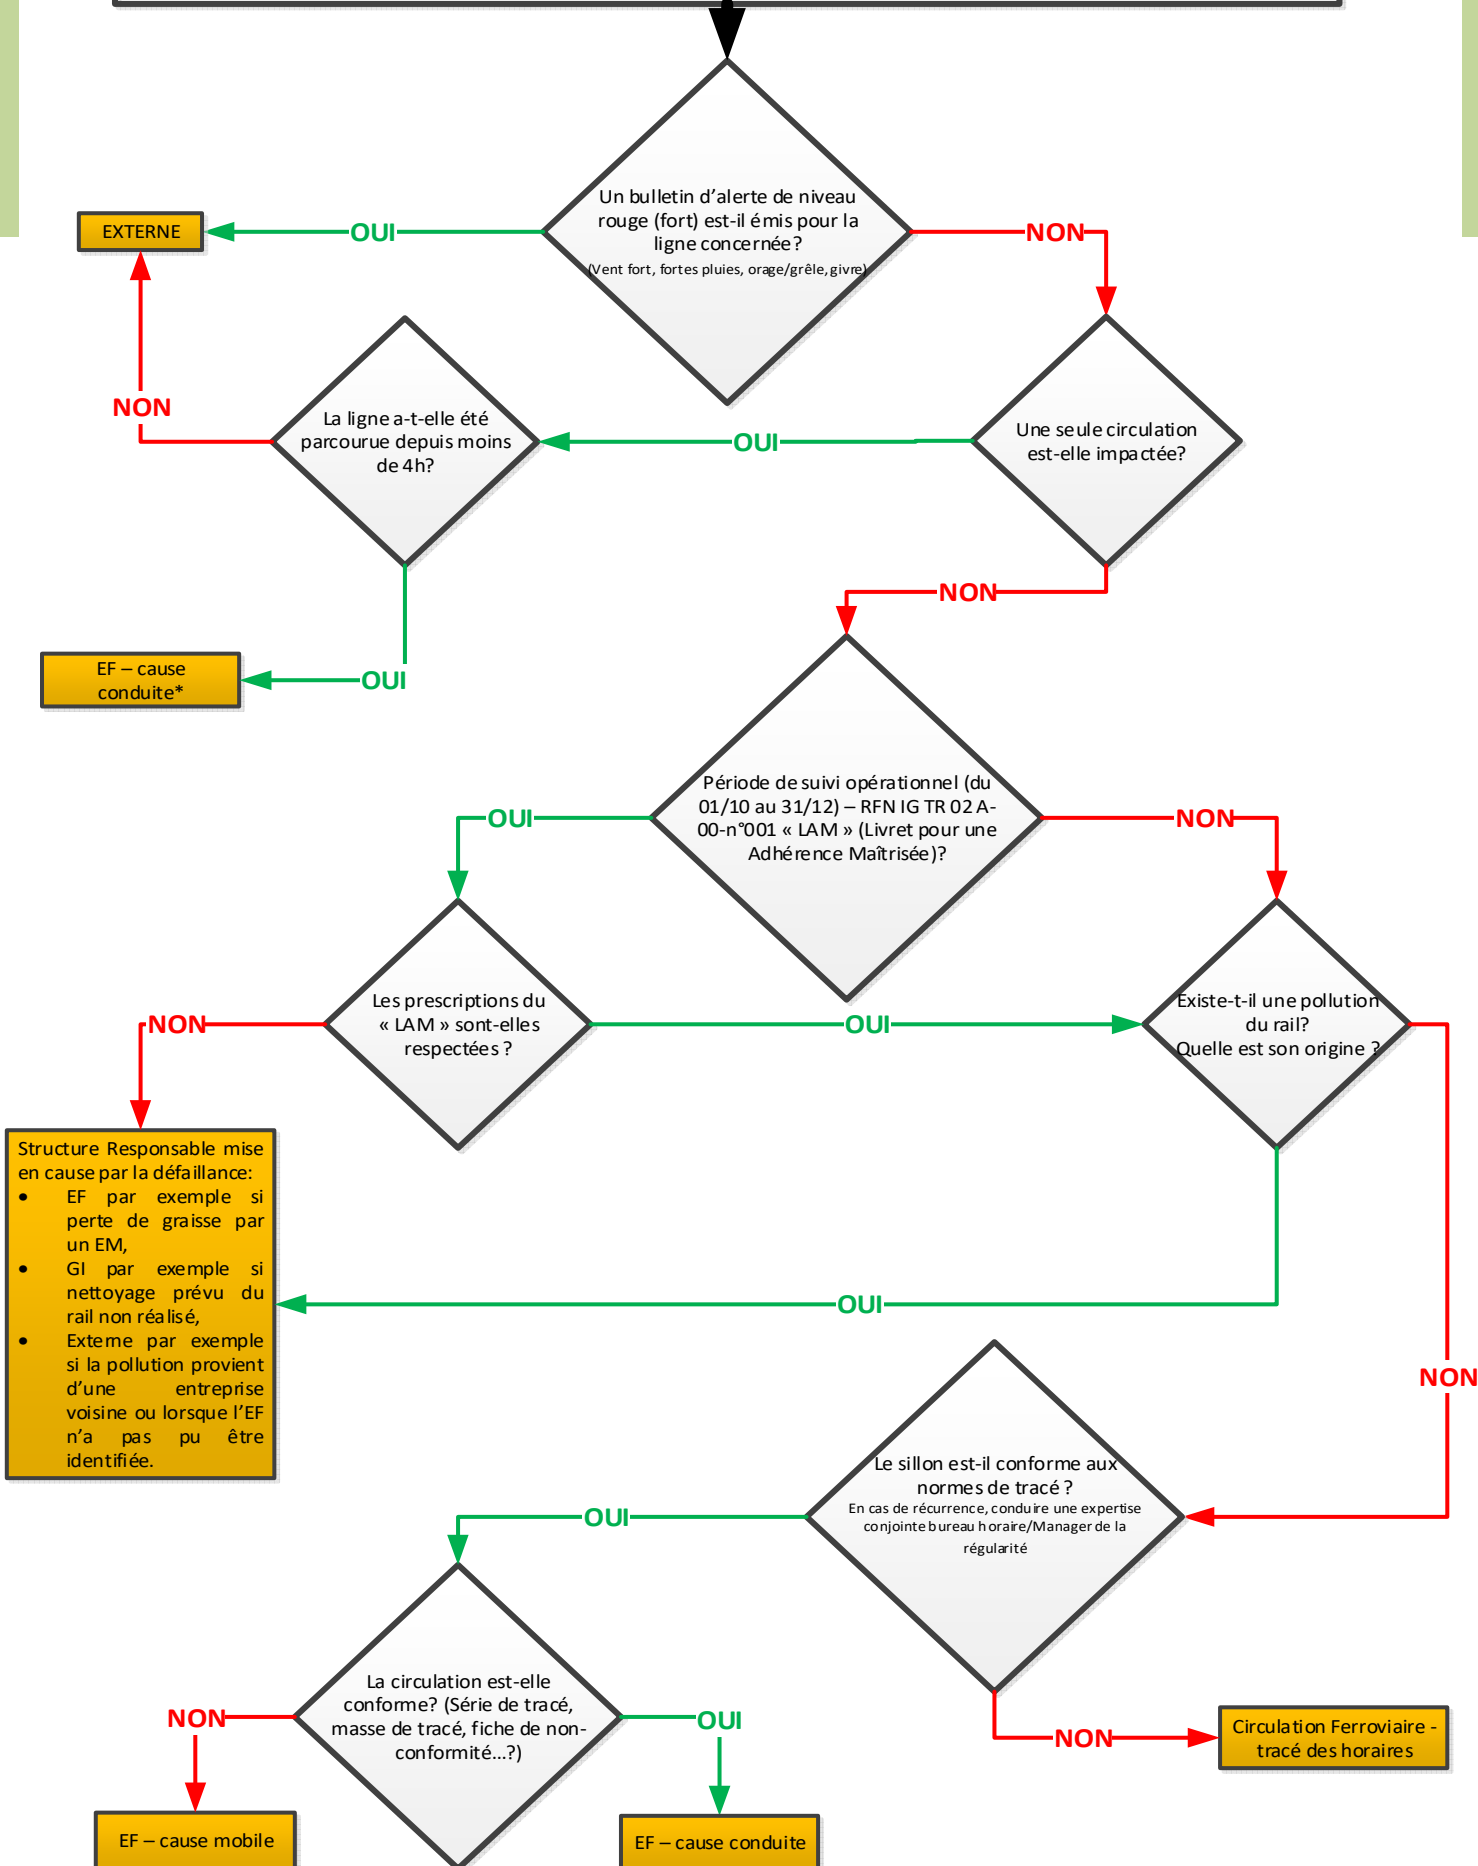 Un bulletin d'alerte de niveau
rouge (fort) est-il émis pour la
ligne concernée?
(Vent fort, fortes pluies, orage/grêle, givre)
EXTERNE
OUI
NON
NON
La ligne a-t-elle été
parcourue depuis moins
de 4h?
OUI
Une seule circulation
est-elle impactée?
NON
EF – cause
conduite*
OUI
Période de suivi opérationnel (du
01/10 au 31/12) – RFN IG TR 02 A-
00-n°001 « LAM » (Livret pour une
Adhérence Maîtrisée)?
OUI
NON
Les prescriptions du
« LAM » sont-elles
respectées ?
NON
OUI
Existe-t-il une pollution
du rail?
Quelle est son origine ?
Structure Responsable mise
en cause par la défaillance:
• EF par exemple si
perte de graisse par
un EM,
• GI par exemple si
nettoyage prévu du
rail non réalisé,
• Externe par exemple
si la pollution provient
d'une entreprise
voisine ou lorsque l'EF
n'a pas pu être
identifiée.
OUI
NON
Le sillon est-il conforme aux
normes de tracé ?
En cas de récurrence, conduire une expertise
conjointe bureau horaire/Manager de la
régularité
OUI
La circulation est-elle
conforme? (Série de tracé,
masse de tracé, fiche de non-
conformité...?)
NON
OUI
NON
Circulation Ferroviaire -
tracé des horaires
EF – cause mobile
EF – cause conduite